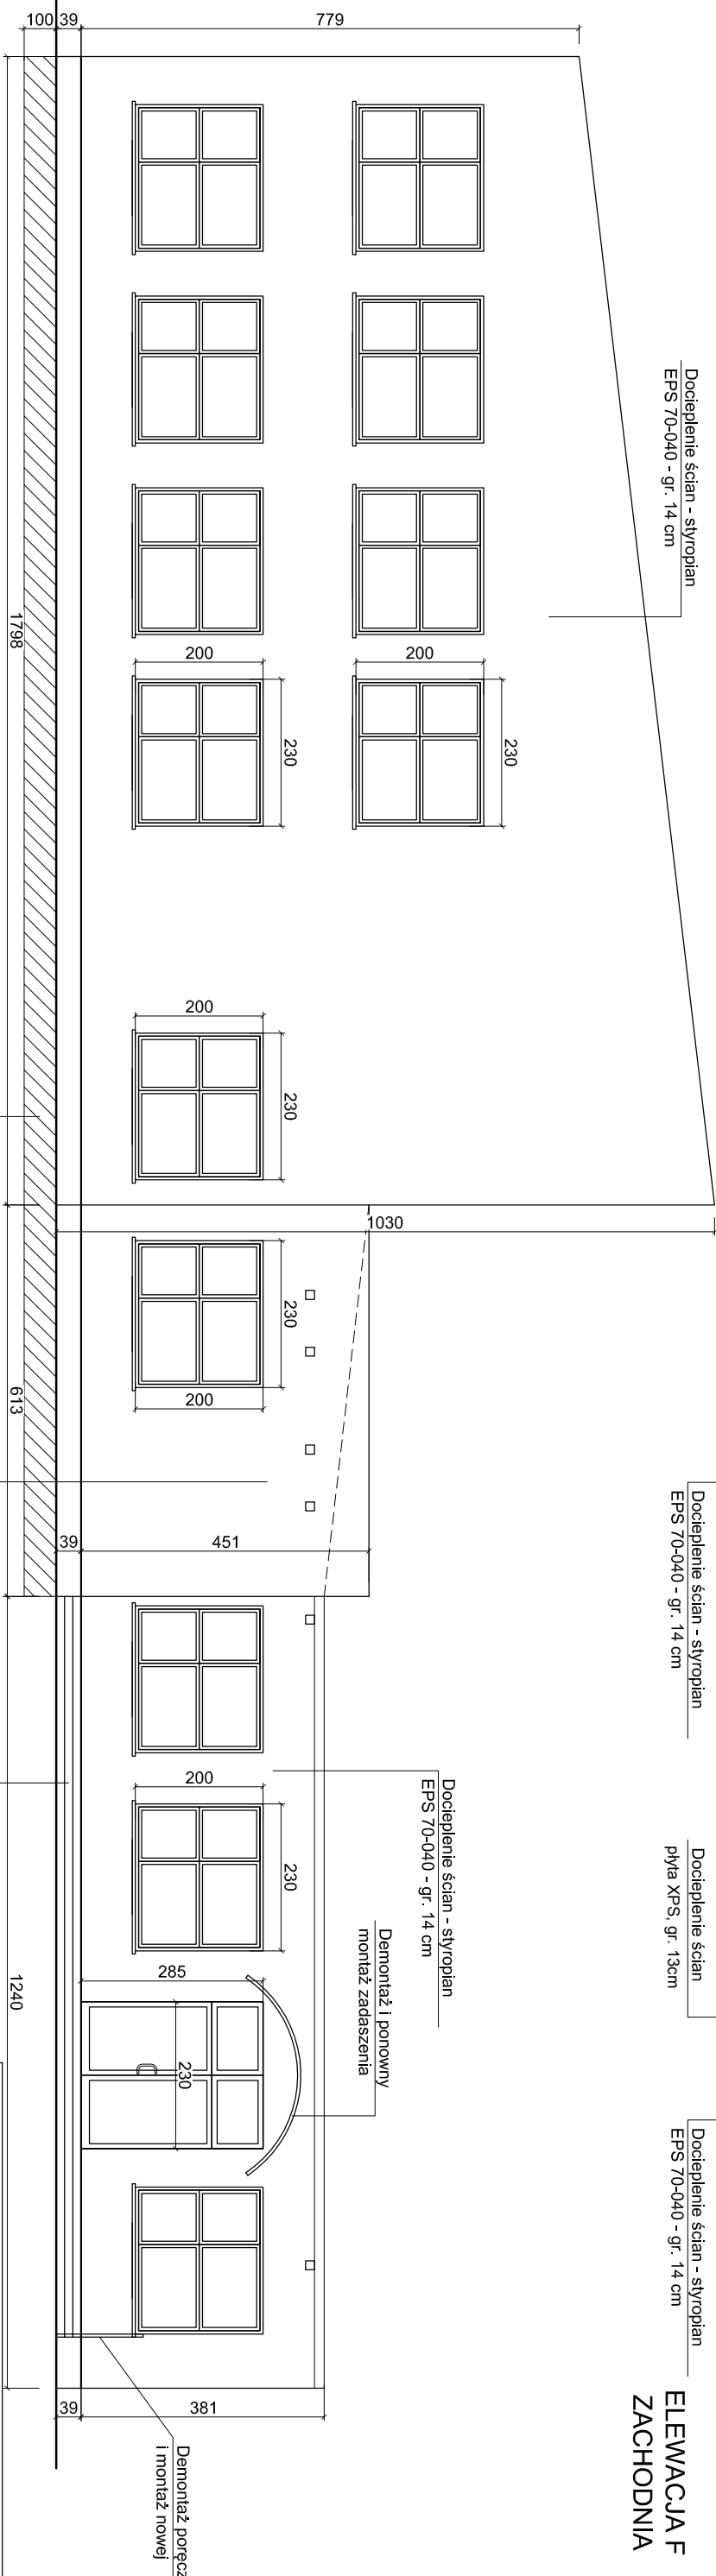 ELEWACJA F
ZACHODNIA
Docieplenie ścian - styropian
EPS 70-040 - gr. 14 cm
Docieplenie ścian - styropian
EPS 70-040 - gr. 14 cm
Docieplenie ścian
płyta XPS, gr. 13cm
Docieplenie ścian - styropian
EPS 70-040 - gr. 14 cm
Docieplenie ścian - styropian
EPS 70-040 - gr. 14 cm
Demontaż i ponowny
montaż zadaszenia
Demontaż poręcz
i montaż nowej
779
39
100
200
230
200
230
200
230
1030
230
200
451
39
200
230
285
230
381
39
1798
613
1240